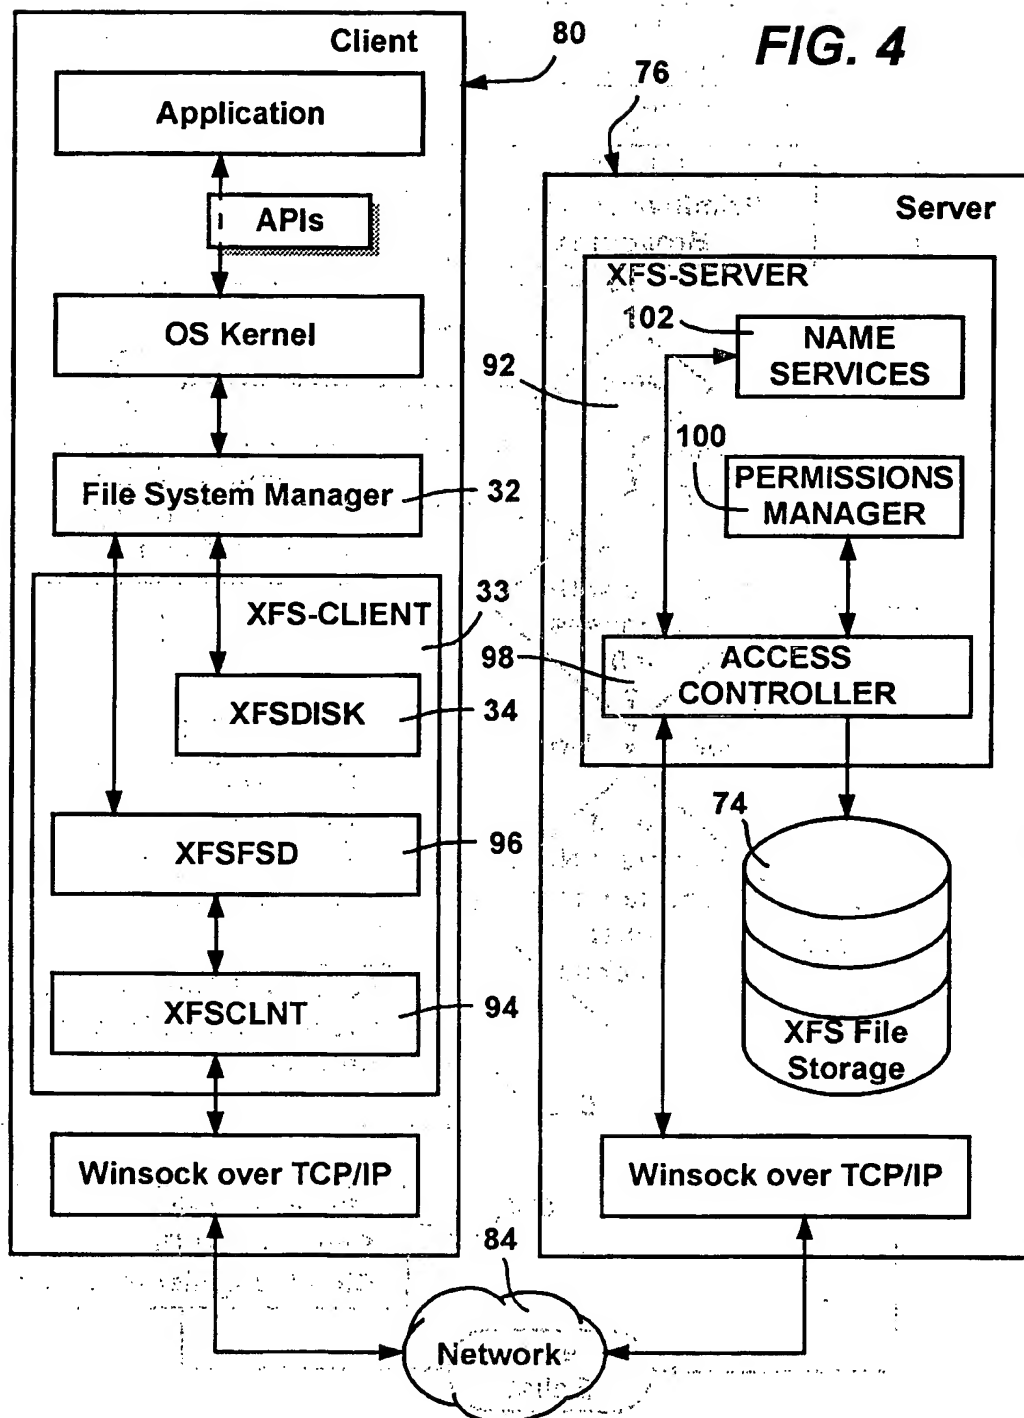 FIG. 4
Client
80
Application
APIs
OS Kernel
File System Manager
32
XFS-CLIENT
33
XFSDISK
34
XFSFSD
96
XFSCLNT
94
Winsock over TCP/IP
76
Server
XFS-SERVER
102
NAME
SERVICES
92
100
PERMISSIONS
MANAGER
98
ACCESS
CONTROLLER
74
XFS File
Storage
Winsock over TCP/IP
84
Network